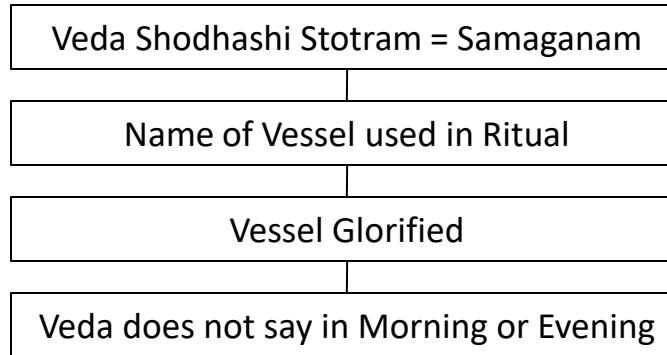 Veda Shodhashi Stotram = Samaganam
Name of Vessel used in Ritual
Vessel Glorified
Veda does not say in Morning or Evening